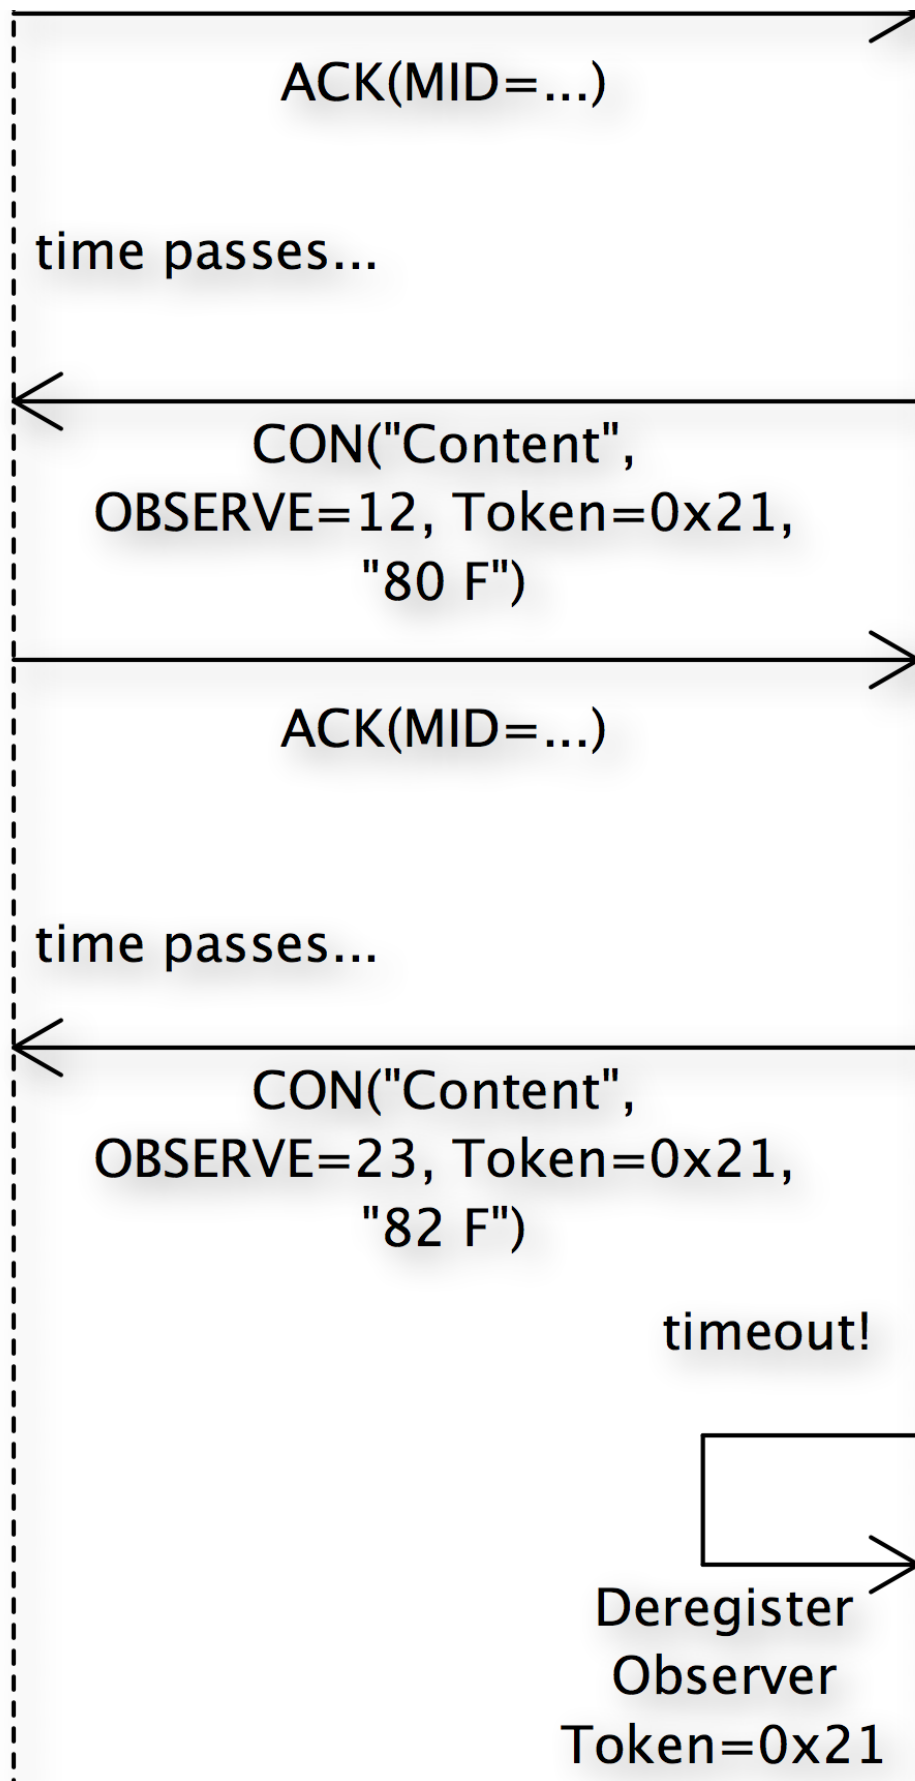 ACK(MID=...)
time passes...
CON("Content",
OBSERVE=12, Token=0x21,
"80 F")
ACK(MID=...)
time passes...
CON("Content",
OBSERVE=23, Token=0x21,
"82 F")
timeout!
Deregister
Observer
Token=0x21